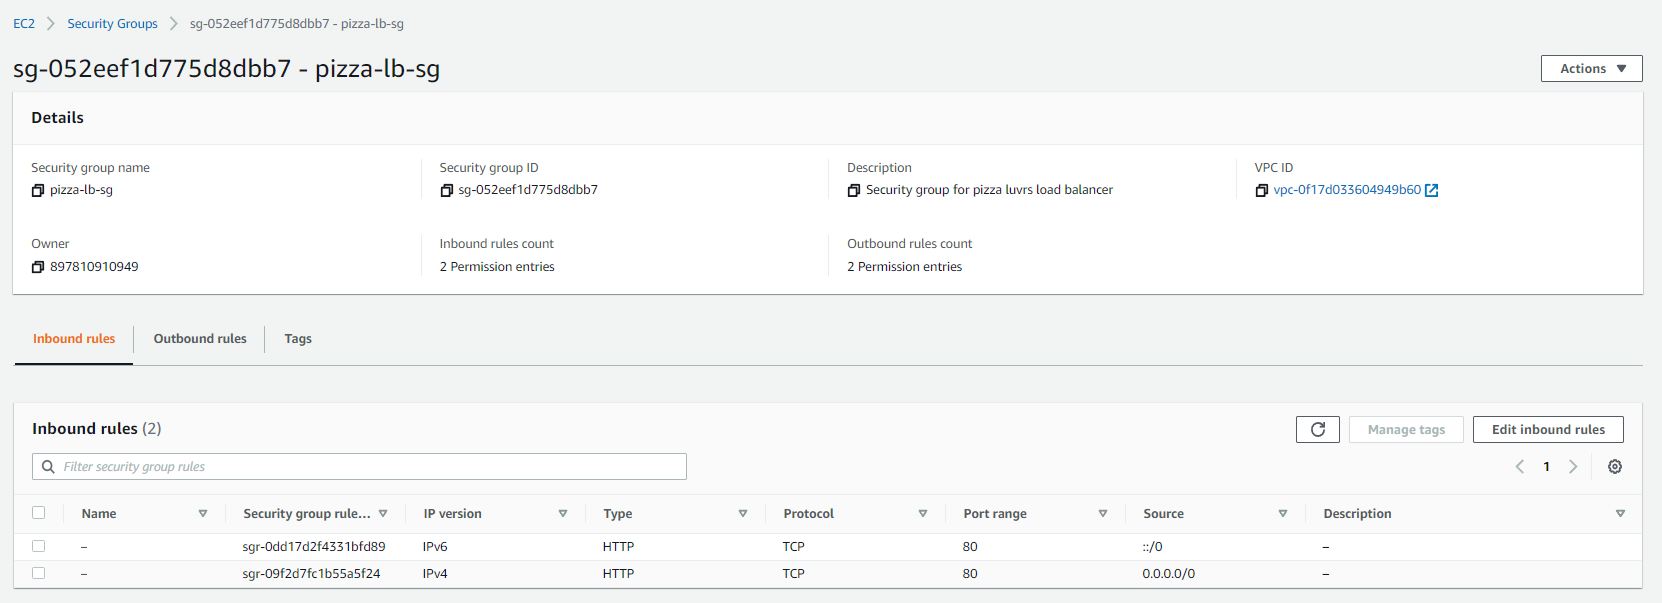 EC2 > Security Groups > sg-052eef1d775d8dbb7 - pizza-lb-sg
sg-052eef1d775d8dbb7 - pizza-lb-sg
Actions
Details
Security group name Security group ID Description VPC ID
pizza-lb-sg sg-052eef1d775d8dbb7 Security group for pizza luvrs load balancer vpc-0f17d033604949b60
Owner Inbound rules count Outbound rules count
897810910949 2 Permission entries 2 Permission entries
Inbound rules Outbound rules Tags
Inbound rules (2) Manage tags Edit inbound rules
Filter security group rules 1
Name Security group rule... IP version Type Protocol Port range Source Description
– sgr-0dd17d2f4331bfd89 IPv6 HTTP TCP 80 ::/0 –
– sgr-09f2d7fc1b55a5f24 IPv4 HTTP TCP 80 0.0.0.0/0 –